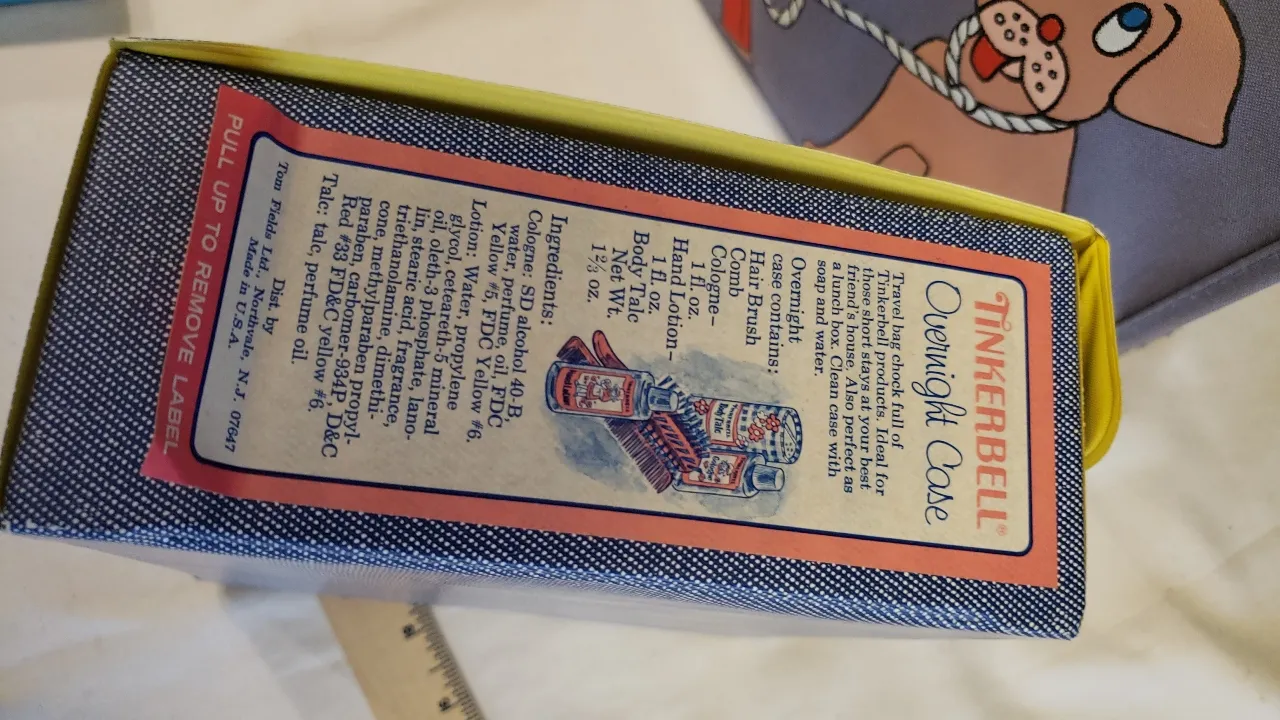 TINKERBELL®
Overnight Case
Travel bag chock full of
Tinkerbell products. Ideal for
those short stays at your best
friend's house. Also perfect as
a lunch box. Clean case with
soap and water.
Overnight
case contains:
Hair Brush
Comb
Cologne–
1 fl. oz.
Hand Lotion–
1 fl. oz.
Body Talc
Net Wt.
1⅔ oz.
Ingredients:
Cologne: SD alcohol 40-B,
water, perfume, oil, FDC
Yellow #5, FDC Yellow #6,
Lotion: Water, propylene
glycol, ceteareth-5 mineral
oil, oleth-3 phosphate, lano-
lin, stearic acid, fragrance,
triethanolamine, dimethi-
cone, methylparaben propyl-
paraben, carbomer-934P, D&C
Red #33 FD&C yellow #6,
Talc: talc, perfume oil.
Dist. by
Tom Fields Ltd., Northvale, N.J. 07647
Made in U.S.A.
PULL UP TO REMOVE LABEL